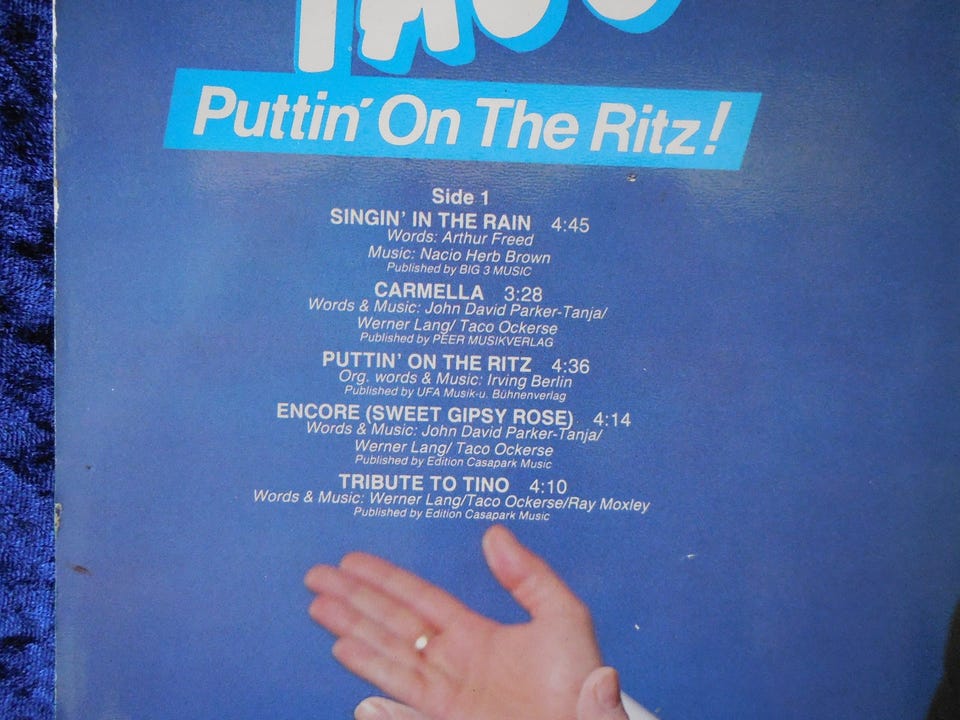 TACO
Puttin´ On The Ritz!
Side 1
SINGIN' IN THE RAIN 4:45
Words: Arthur Freed
Music: Nacio Herb Brown
Published by BIG 3 MUSIC
CARMELLA 3:28
Words & Music: John David Parker-Tanja/
Werner Lang/ Taco Ockerse
Published by PEER MUSIKVERLAG
PUTTIN' ON THE RITZ 4:36
Org. words & Music: Irving Berlin
Published by UFA Musik-u. Bühnenverlag
ENCORE (SWEET GIPSY ROSE) 4:14
Words & Music: John David Parker-Tanja/
Werner Lang/ Taco Ockerse
Published by Edition Casapark Music
TRIBUTE TO TINO 4:10
Words & Music: Werner Lang/Taco Ockerse/Ray Moxley
Published by Edition Casapark Music